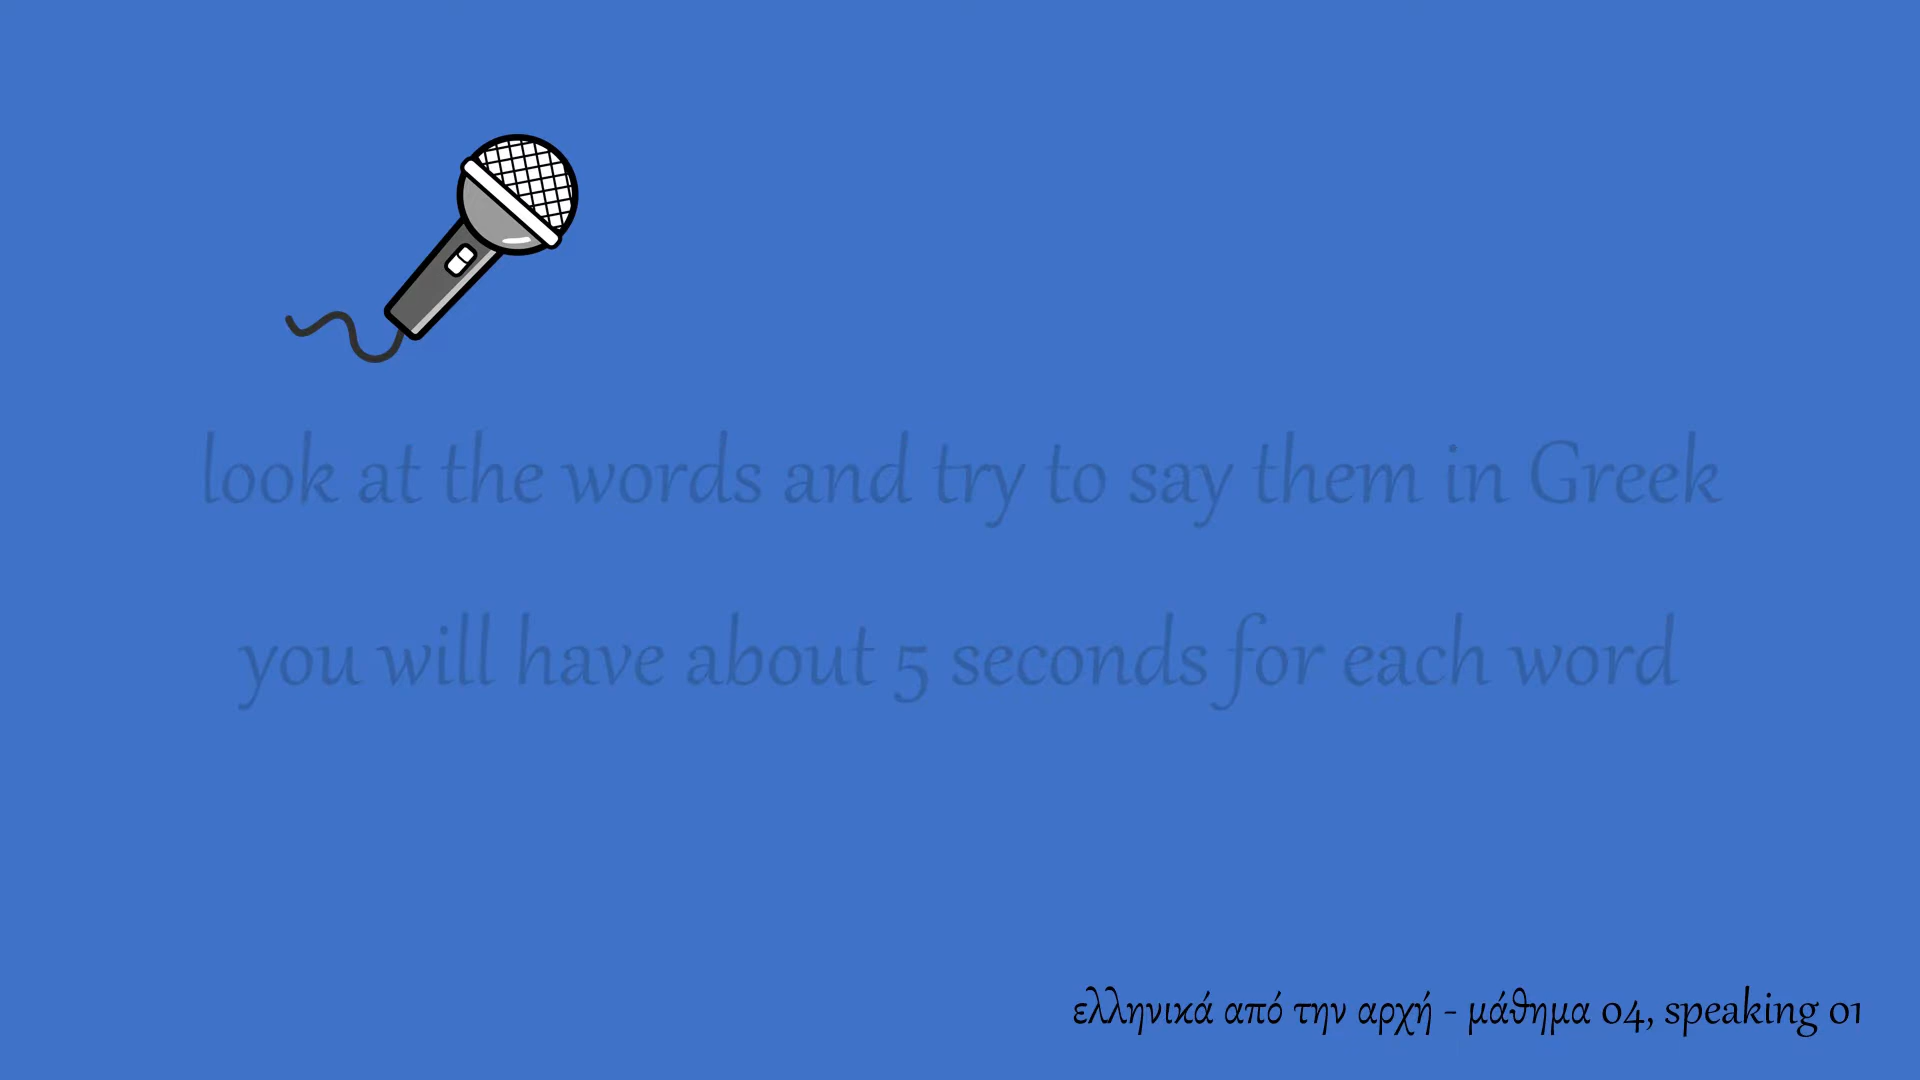 look at the words and try to say them in Greek
you will have about 5 seconds for each word
ελληνικά από την αρχή - μάθημα 04, speaking 01